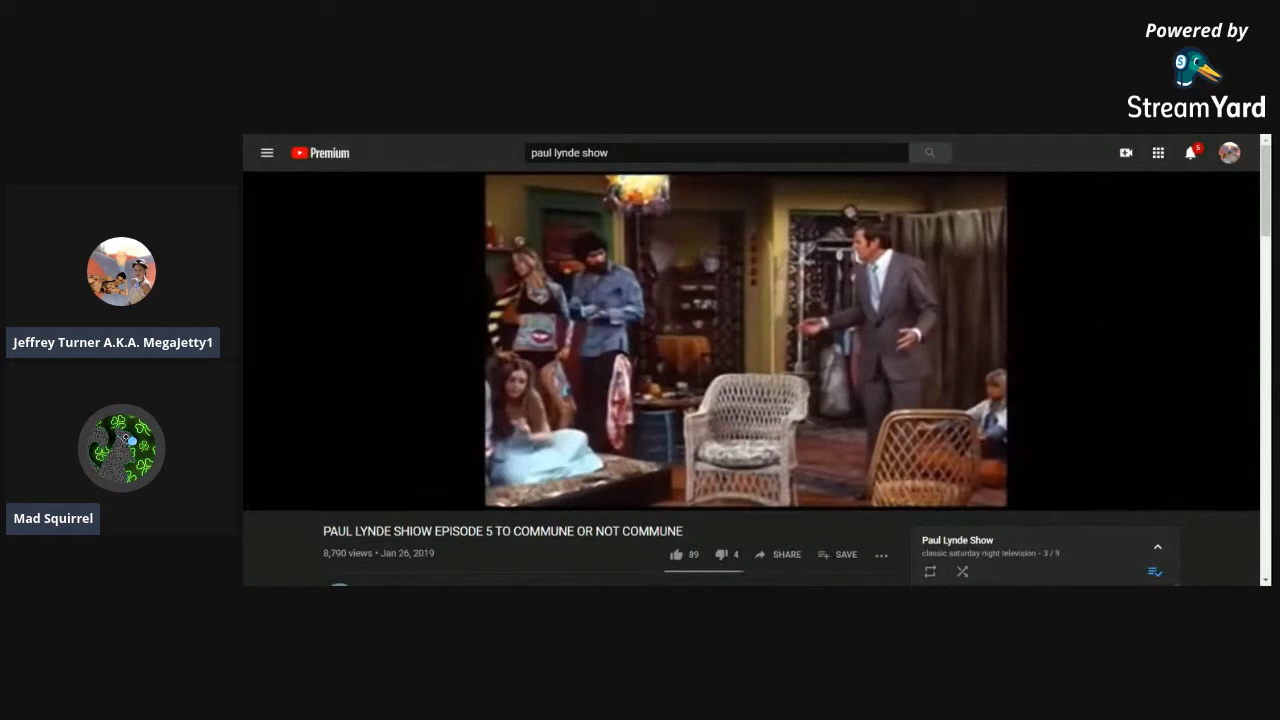 Powered by
StreamYard
Premium
paul lynde show
5
Jeffrey Turner A.K.A. MegaJetty1
Mad Squirrel
PAUL LYNDE SHIOW EPISODE 5 TO COMMUNE OR NOT COMMUNE
8,790 views • Jan 26, 2019
89
4
SHARE
SAVE
Paul Lynde Show
classic saturday night television - 3 / 9